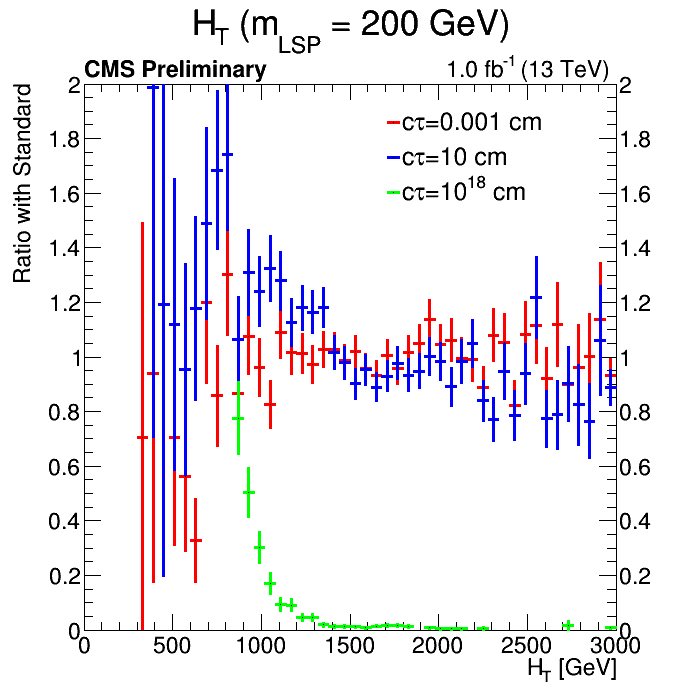 H_T (m_LSP = 200 GeV)
CMS Preliminary 1.0 fb⁻¹ (13 TeV)
Ratio with Standard
cτ=0.001 cm
cτ=10 cm
cτ=10¹⁸ cm
2 2
1.8 1.8
1.6 1.6
1.4 1.4
1.2 1.2
1 1
0.8 0.8
0.6 0.6
0.4 0.4
0.2 0.2
0 0
0 500 1000 1500 2000 2500 3000
H_T [GeV]